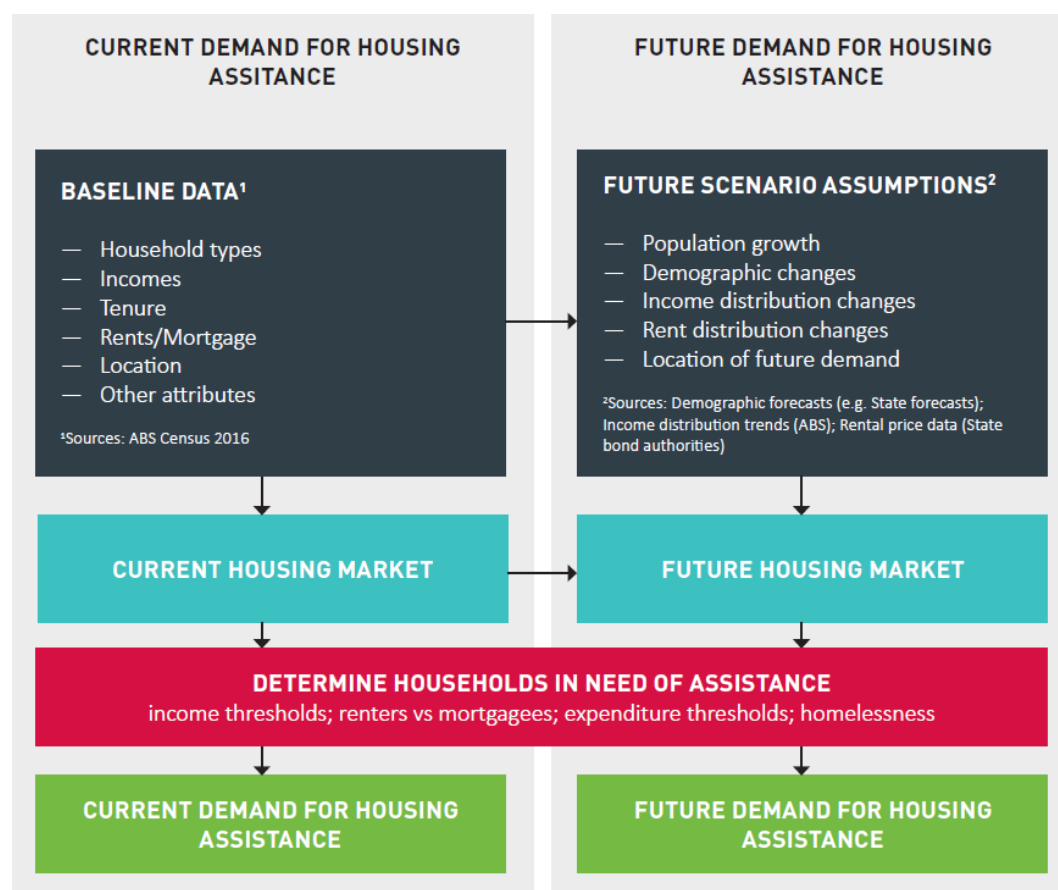 CURRENT DEMAND FOR HOUSING
ASSITANCE
BASELINE DATA¹
— Household types
— Incomes
— Tenure
— Rents/Mortgage
— Location
— Other attributes
¹Sources: ABS Census 2016
CURRENT HOUSING MARKET
FUTURE DEMAND FOR HOUSING
ASSISTANCE
FUTURE SCENARIO ASSUMPTIONS²
— Population growth
— Demographic changes
— Income distribution changes
— Rent distribution changes
— Location of future demand
²Sources: Demographic forecasts (e.g. State forecasts);
Income distribution trends (ABS); Rental price data (State
bond authorities)
FUTURE HOUSING MARKET
DETERMINE HOUSEHOLDS IN NEED OF ASSISTANCE
income thresholds; renters vs mortgagees; expenditure thresholds; homelessness
CURRENT DEMAND FOR HOUSING
ASSISTANCE
FUTURE DEMAND FOR HOUSING
ASSISTANCE